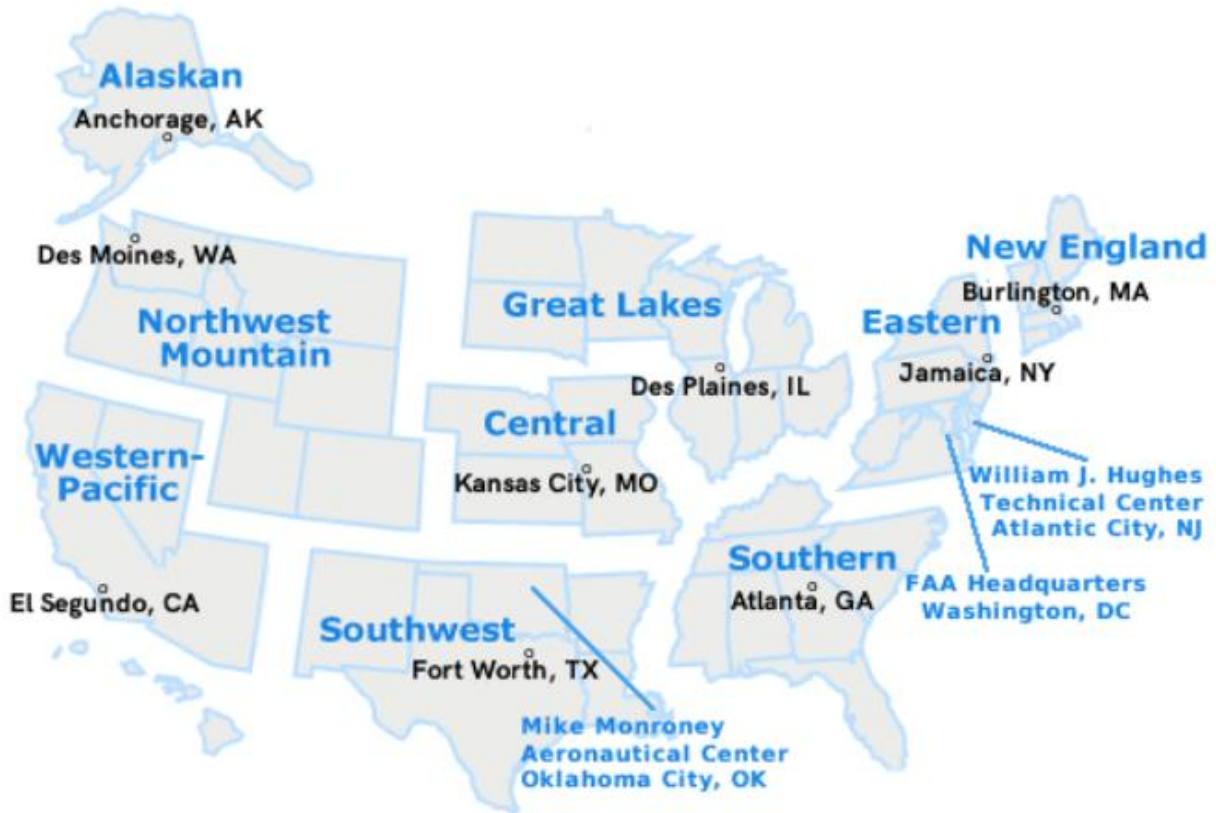 Alaskan
Anchorage, AK
Des Moines, WA
Northwest
Mountain
Great Lakes
New England
Burlington, MA
Eastern
Jamaica, NY
Des Plaines, IL
Central
Kansas City, MO
Western-
Pacific
El Segundo, CA
William J. Hughes
Technical Center
Atlantic City, NJ
Southern
Atlanta, GA
FAA Headquarters
Washington, DC
Southwest
Fort Worth, TX
Mike Monroney
Aeronautical Center
Oklahoma City, OK